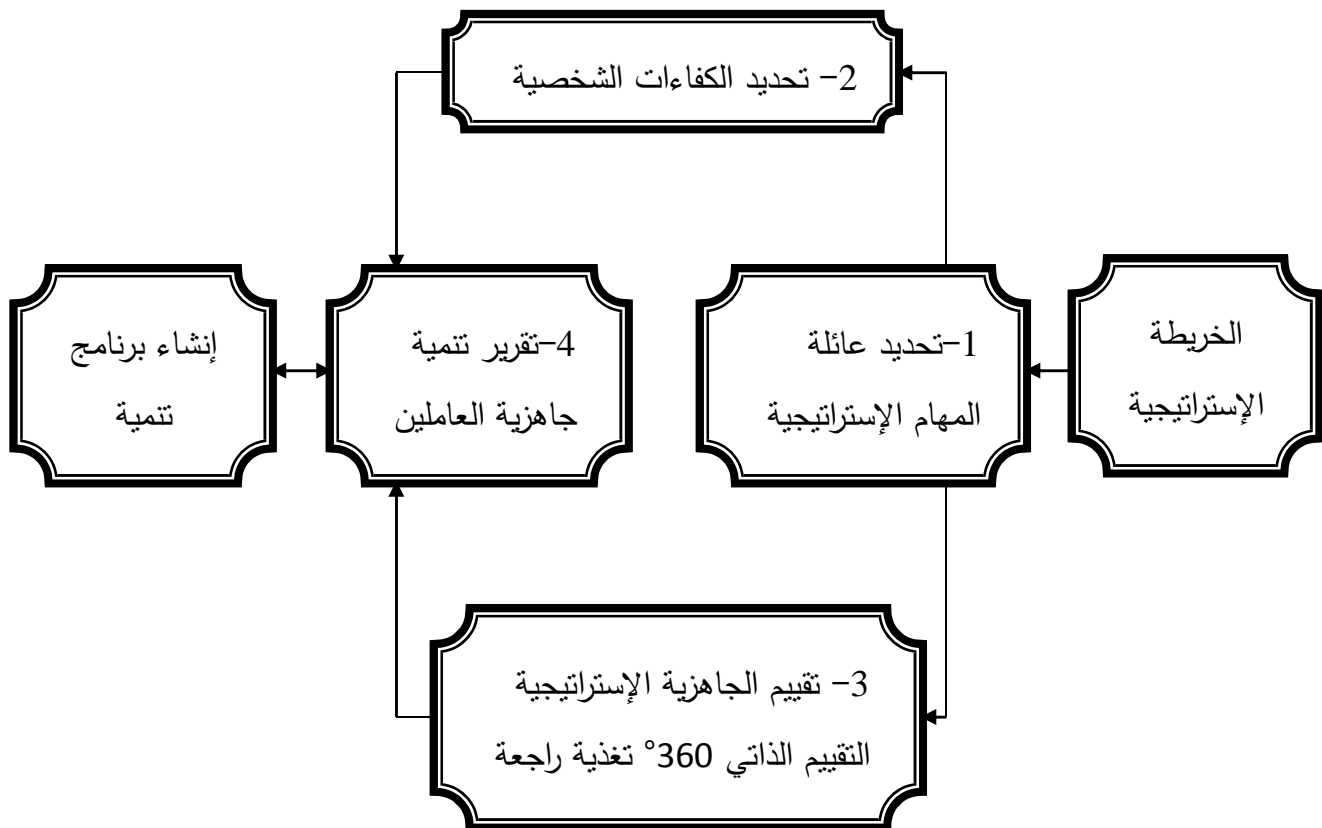 2- تحديد الكفاءات الشخصية
الخريطة
الإستراتيجية
1-تحديد عائلة
المهام الإستراتيجية
4-تقرير تنمية
جاهزية العاملين
إنشاء برنامج
تنمية
3- تقييم الجاهزية الإستراتيجية
التقييم الذاتي 360° تغذية راجعة